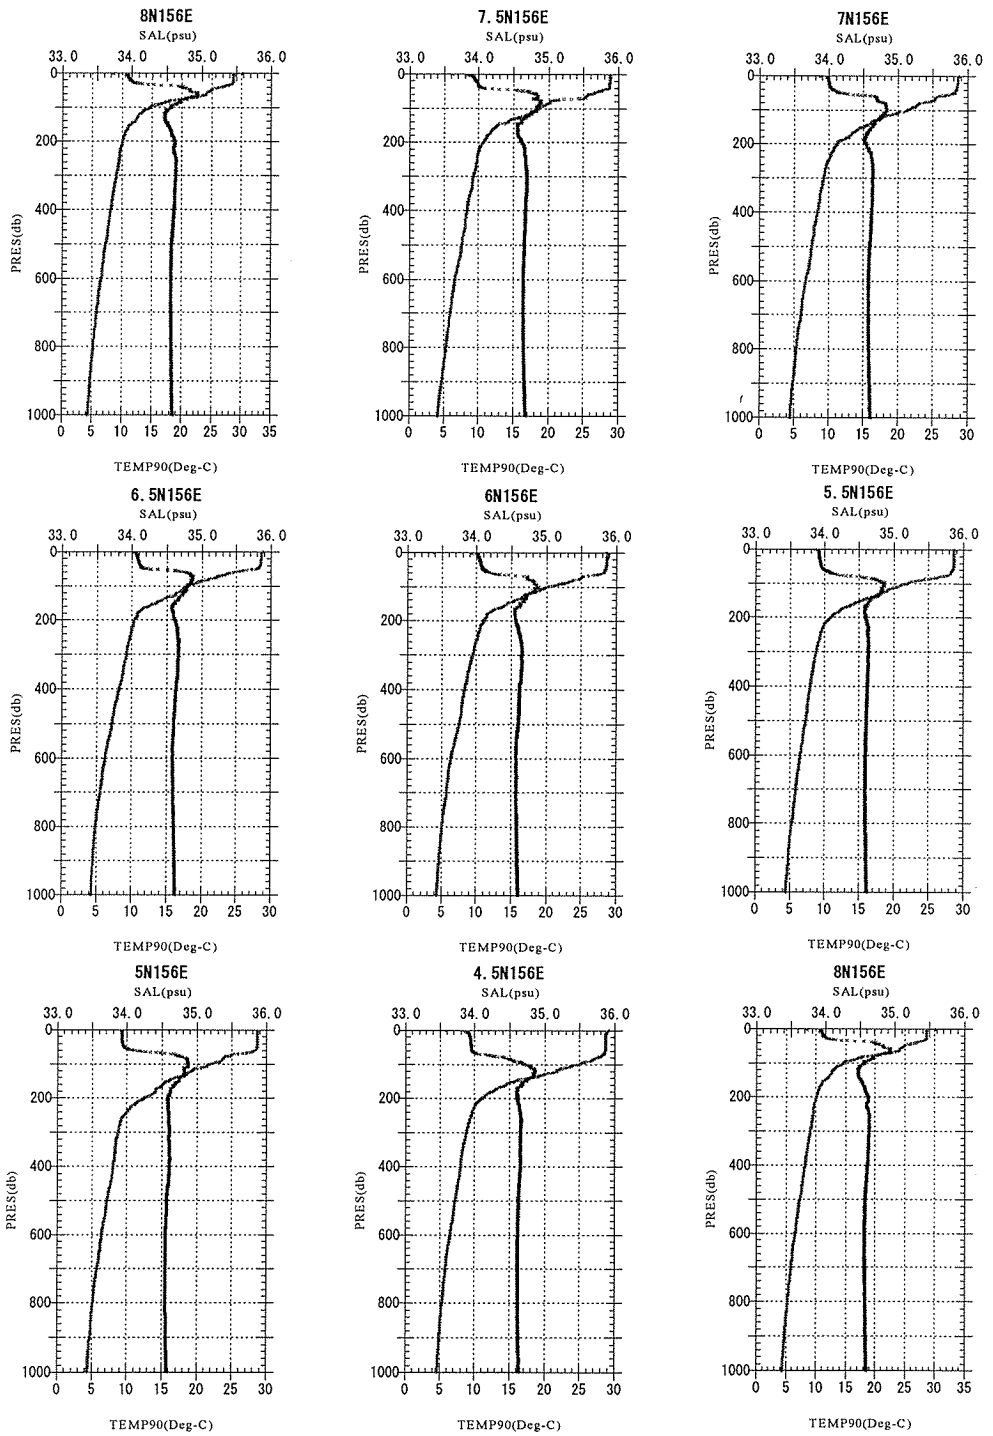 8N156E
SAL(psu)
33.0 34.0 35.0 36.0
0
200
400
600
800
1000
PRES(db)
0 5 10 15 20 25 30 35
TEMP90(Deg-C)
7.5N156E
SAL(psu)
33.0 34.0 35.0 36.0
0
200
400
600
800
1000
PRES(db)
0 5 10 15 20 25 30
TEMP90(Deg-C)
7N156E
SAL(psu)
33.0 34.0 35.0 36.0
0
200
400
600
800
1000
PRES(db)
0 5 10 15 20 25 30
TEMP90(Deg-C)
6.5N156E
SAL(psu)
33.0 34.0 35.0 36.0
0
200
400
600
800
1000
PRES(db)
0 5 10 15 20 25 30
TEMP90(Deg-C)
6N156E
SAL(psu)
33.0 34.0 35.0 36.0
0
200
400
600
800
1000
PRES(db)
0 5 10 15 20 25 30
TEMP90(Deg-C)
5.5N156E
SAL(psu)
33.0 34.0 35.0 36.0
0
200
400
600
800
1000
PRES(db)
0 5 10 15 20 25 30
TEMP90(Deg-C)
5N156E
SAL(psu)
33.0 34.0 35.0 36.0
0
200
400
600
800
1000
PRES(db)
0 5 10 15 20 25 30
TEMP90(Deg-C)
4.5N156E
SAL(psu)
33.0 34.0 35.0 36.0
0
200
400
600
800
1000
PRES(db)
0 5 10 15 20 25 30
TEMP90(Deg-C)
8N156E
SAL(psu)
33.0 34.0 35.0 36.0
0
200
400
600
800
1000
PRES(db)
0 5 10 15 20 25 30 35
TEMP90(Deg-C)